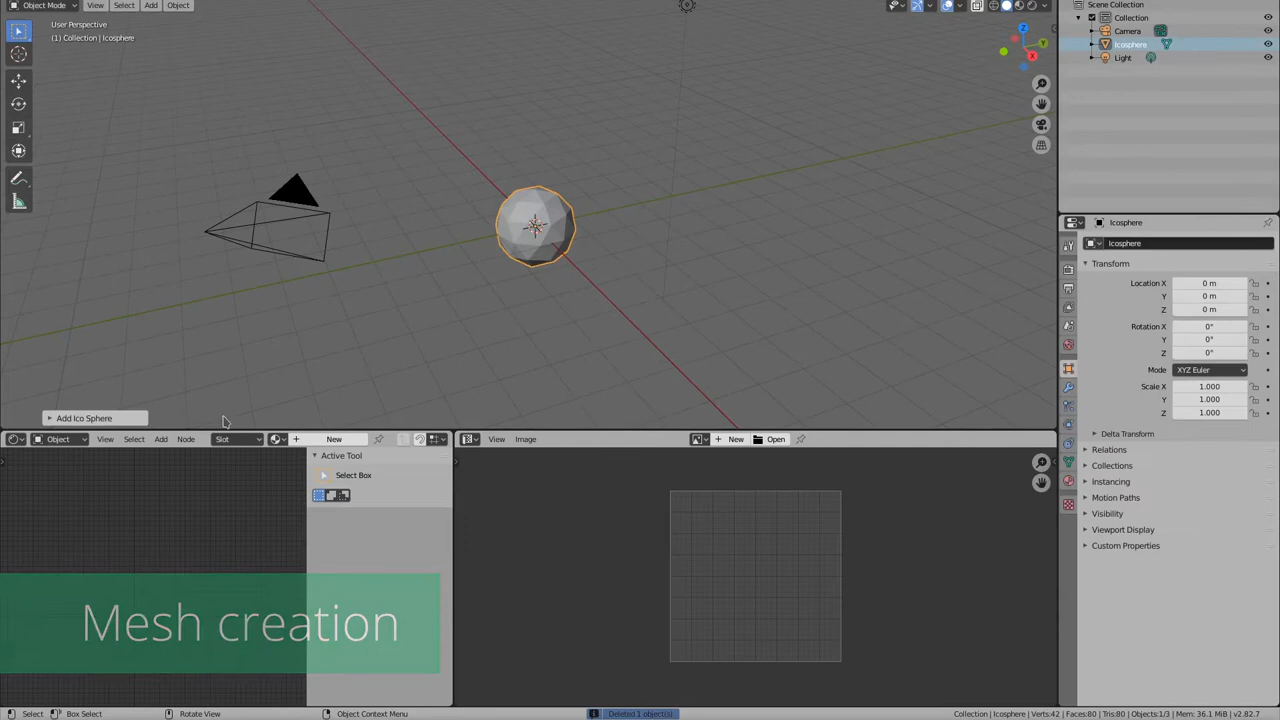 Object Mode View Select Add Object
User Perspective
(1) Collection | Icosphere
Z
Y
X
Scene Collection
Collection
Camera
Icosphere
Light
Icosphere
Icosphere
Transform
Location X 0 m
Y 0 m
Z 0 m
Rotation X 0°
Y 0°
Z 0°
Mode XYZ Euler
Scale X 1.000
Y 1.000
Z 1.000
Delta Transform
Relations
Collections
Instancing
Motion Paths
Visibility
Viewport Display
Custom Properties
Add Ico Sphere
Object View Select Add Node Slot New
Active Tool
Select Box
View Image New Open
Mesh creation
Select Box Select Rotate View Object Context Menu Deleted 1 object(s) Collection | Icosphere | Verts:42 | Faces:80 | Tris:80 | Objects:1/3 | Mem: 36.1 MiB | v2.82.7